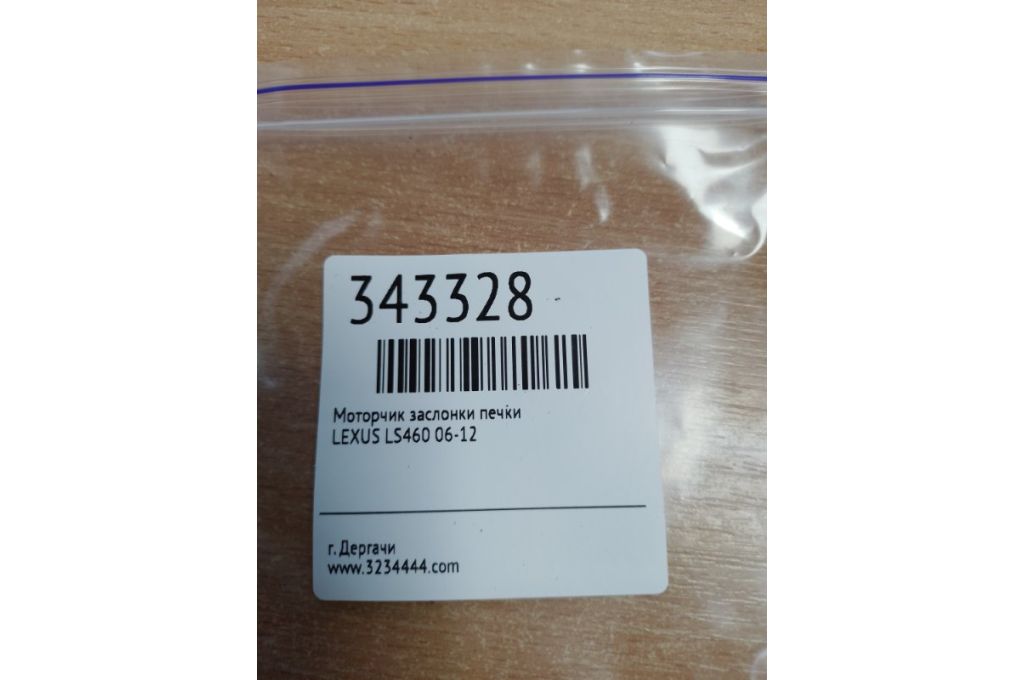 343328
Моторчик заслонки печки
LEXUS LS460 06-12
г. Дергачи
www.3234444.com